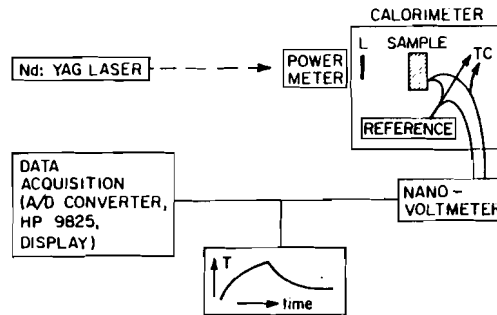 CALORIMETER
L SAMPLE TC
Nd: YAG LASER
POWER
METER
REFERENCE
DATA
ACQUISITION
(A/D CONVERTER,
HP 9825,
DISPLAY)
NANO-
VOLTMETER
T
time